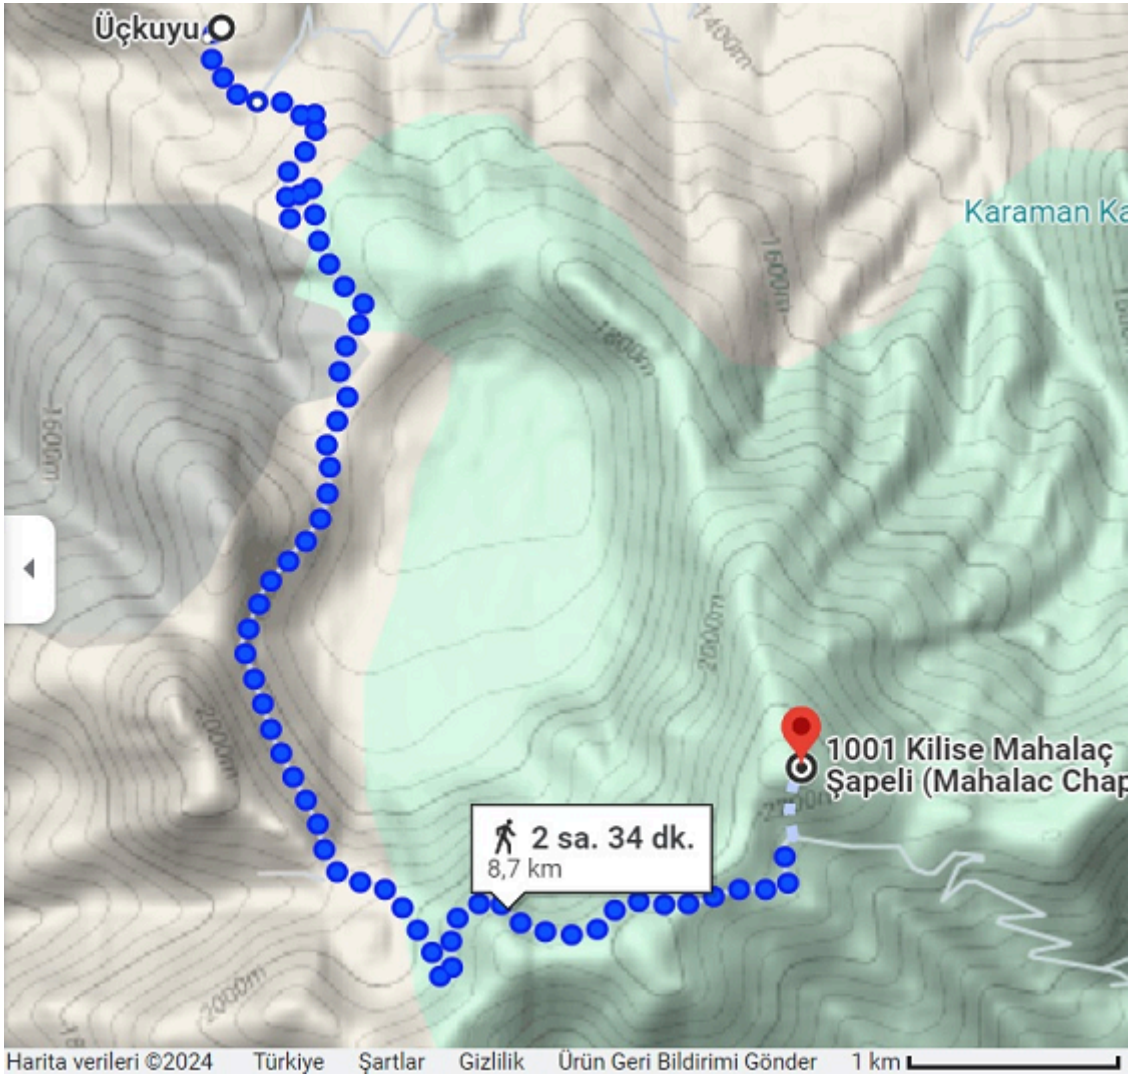 Üçkuyu
1400m
Karaman Ka
1600m
1800m
1600m
2000m
2000m
1001 Kilise Mahalaç
Şapeli (Mahalac Chap
2 sa. 34 dk.
8,7 km
2000m
Harita verileri ©2024 Türkiye Şartlar Gizlilik Ürün Geri Bildirimi Gönder 1 km